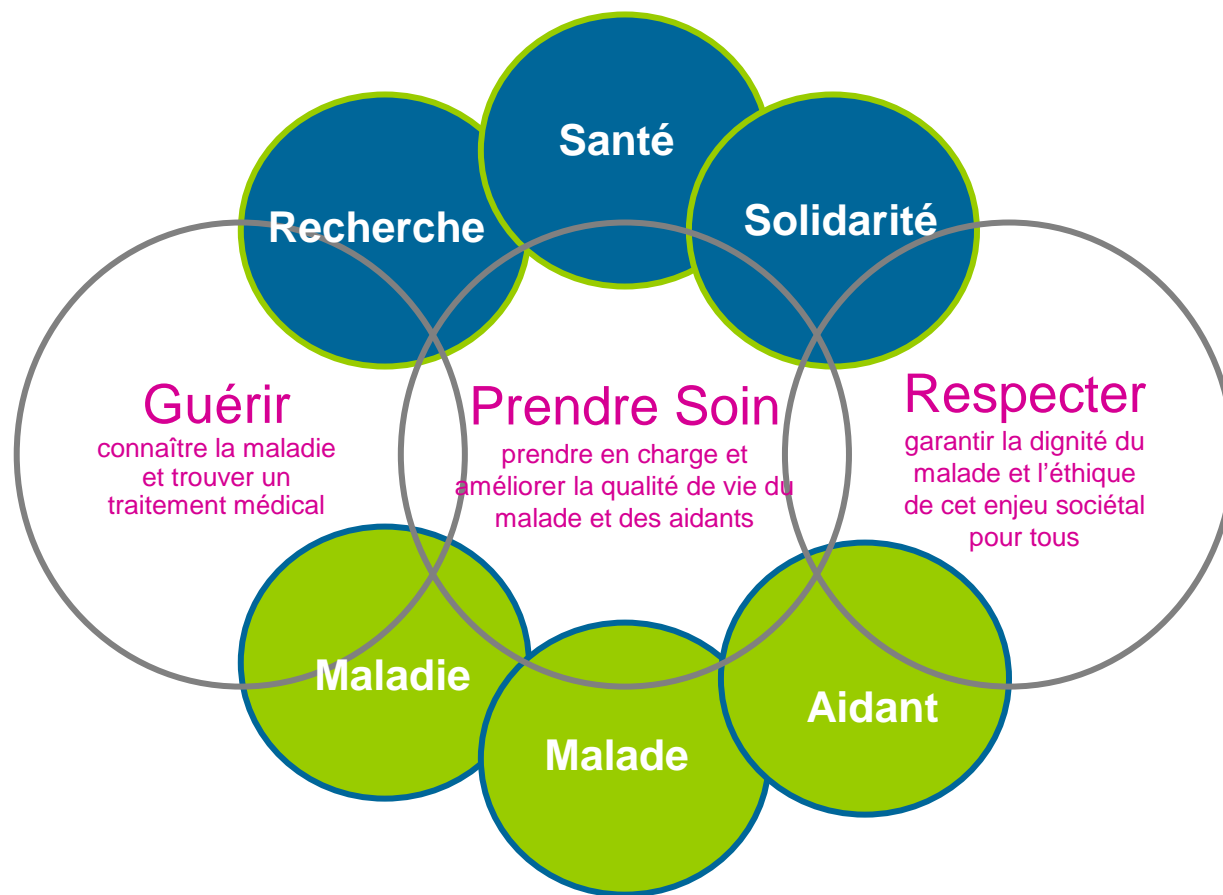 Santé
Recherche
Solidarité
Guérir
connaître la maladie
et trouver un
traitement médical
Prendre Soin
prendre en charge et
améliorer la qualité de vie du
malade et des aidants
Respecter
garantir la dignité du
malade et l’éthique
de cet enjeu sociétal
pour tous
Maladie
Malade
Aidant